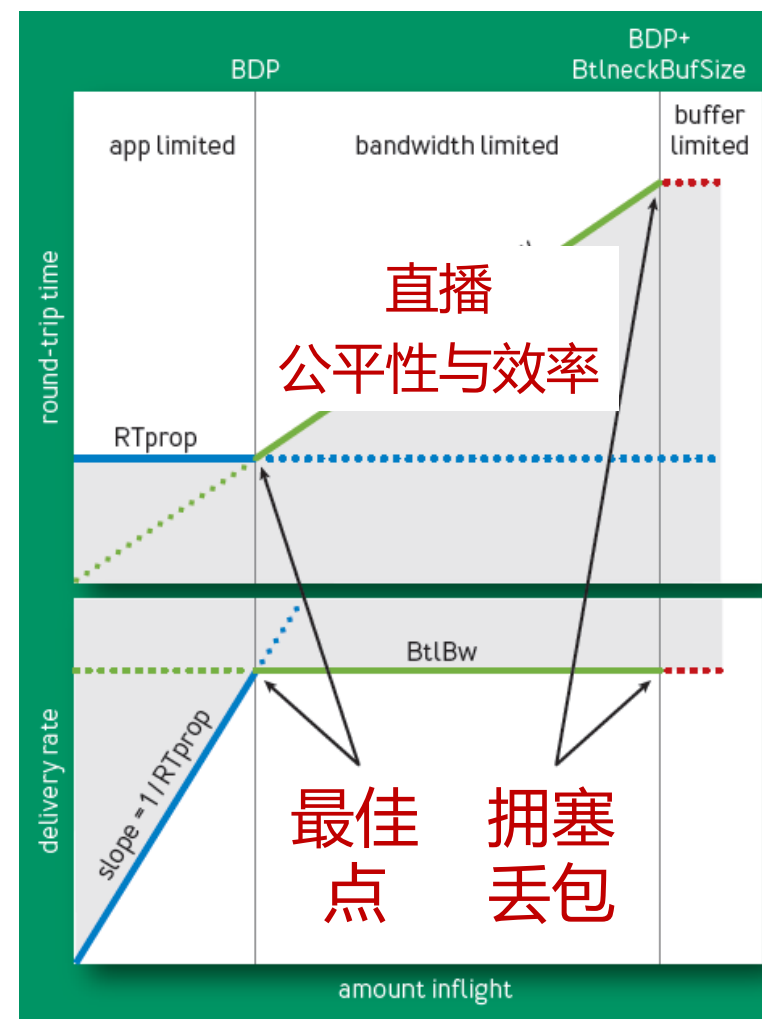 BDP
BDP+
BtlneckBufSize
app limited
bandwidth limited
buffer
limited
round-trip time
直播
公平性与效率
RTprop
BtlBw
delivery rate
slope = 1 / RTprop
最佳
点
拥塞
丢包
amount inflight